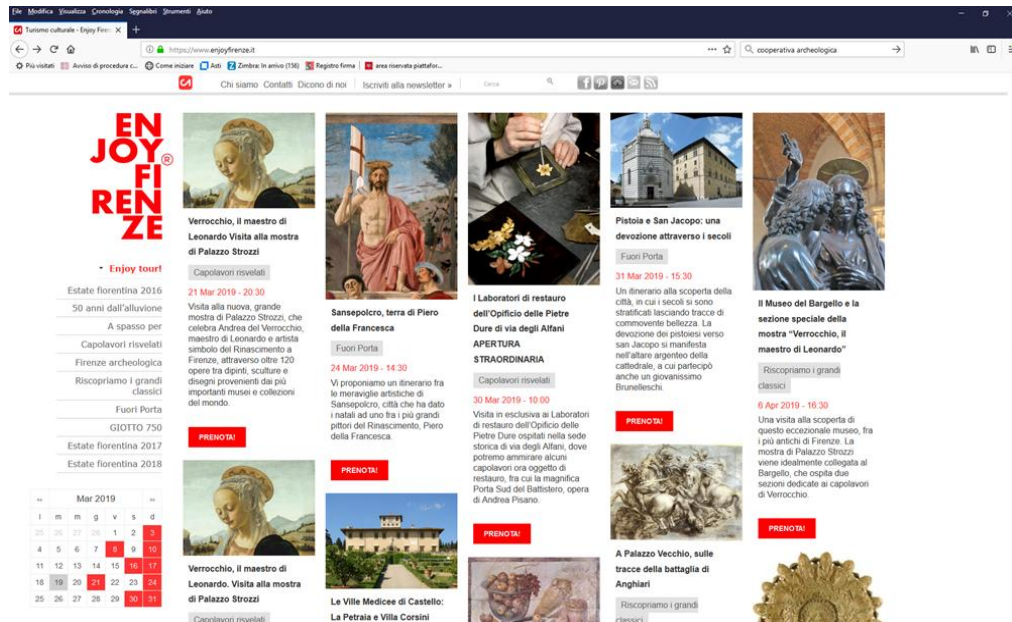 File Modifica Visualizza Cronologia Segnalibri Strumenti Aiuto
Turismo culturale - Enjoy Firen
https://www.enjoyfirenze.it
cooperativa archeologica
Più visitati Avviso di procedura c... Come iniziare Asti Zimbra: In arrivo (156) Registro firma area riservata piattafor...
Chi siamo Contatti Dicono di noi Iscriviti alla newsletter » Cerca
EN
JOY®
FI
REN
ZE
Enjoy tour!
Estate fiorentina 2016
50 anni dall'alluvione
A spasso per
Capolavori risvelati
Firenze archeologica
Riscopriamo i grandi
classici
Fuori Porta
GIOTTO 750
Estate fiorentina 2017
Estate fiorentina 2018
«« Mar 2019 »»
l m m g v s d
25 26 27 28 1 2 3
4 5 6 7 8 9 10
11 12 13 14 15 16 17
18 19 20 21 22 23 24
25 26 27 28 29 30 31
Verrocchio, il maestro di
Leonardo Visita alla mostra
di Palazzo Strozzi
Capolavori risvelati
21 Mar 2019 - 20:30
Visita alla nuova, grande
mostra di Palazzo Strozzi, che
celebra Andrea del Verrocchio,
maestro di Leonardo e artista
simbolo del Rinascimento a
Firenze, attraverso oltre 120
opere tra dipinti, sculture e
disegni provenienti dai più
importanti musei e collezioni
del mondo.
PRENOTA!
Verrocchio, il maestro di
Leonardo. Visita alla mostra
di Palazzo Strozzi
Capolavori risvelati
Sansepolcro, terra di Piero
della Francesca
Fuori Porta
24 Mar 2019 - 14:30
Vi proponiamo un itinerario fra
le meraviglie artistiche di
Sansepolcro, città che ha dato
i natali ad uno fra i più grandi
pittori del Rinascimento, Piero
della Francesca.
PRENOTA!
Le Ville Medicee di Castello:
La Petraia e Villa Corsini
I Laboratori di restauro
dell'Opificio delle Pietre
Dure di via degli Alfani
APERTURA
STRAORDINARIA
Capolavori risvelati
30 Mar 2019 - 10:00
Visita in esclusiva ai Laboratori
di restauro dell'Opificio delle
Pietre Dure ospitati nella sede
storica di via degli Alfani, dove
potremo ammirare alcuni
capolavori ora oggetto di
restauro, fra cui la magnifica
Porta Sud del Battistero, opera
di Andrea Pisano.
PRENOTA!
Pistoia e San Jacopo: una
devozione attraverso i secoli
Fuori Porta
31 Mar 2019 - 15:30
Un itinerario alla scoperta della
città, in cui i secoli si sono
stratificati lasciando tracce di
commovente bellezza. La
devozione dei pistoiesi verso
san Jacopo si manifesta
nell'altare argenteo della
cattedrale, a cui partecipò
anche un giovanissimo
Brunelleschi.
PRENOTA!
A Palazzo Vecchio, sulle
tracce della battaglia di
Anghiari
Riscopriamo i grandi
classici
Il Museo del Bargello e la
sezione speciale della
mostra "Verrocchio, il
maestro di Leonardo"
Riscopriamo i grandi
classici
6 Apr 2019 - 16:30
Una visita alla scoperta di
questo eccezionale museo, fra
i più antichi di Firenze. La
mostra di Palazzo Strozzi
viene idealmente collegata al
Bargello, che ospita due
sezioni dedicate ai capolavori
di Verrocchio.
PRENOTA!